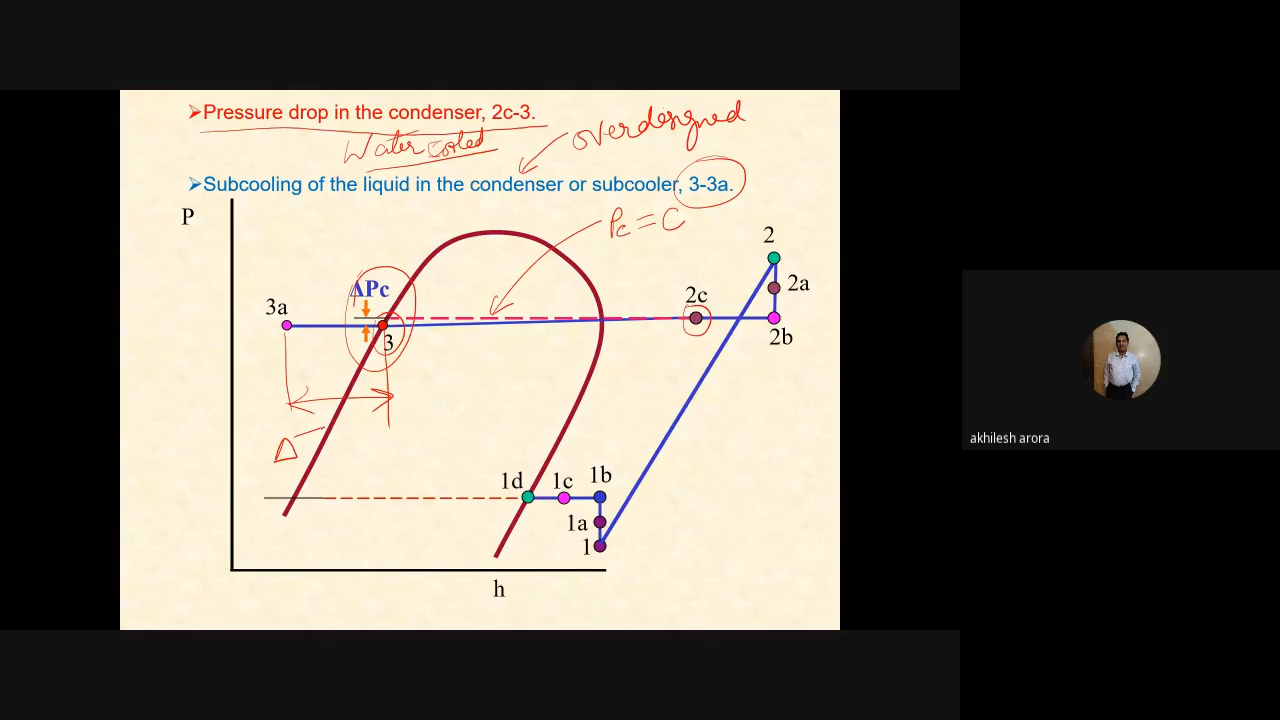 ➢Pressure drop in the condenser, 2c-3.
Water cooled
overdesigned
➢Subcooling of the liquid in the condenser or subcooler, 3-3a.
P
Pc = C
2
ΔPc
2a
3a
2c
3
2b
Δ
1d
1c
1b
1a
1
h
akhilesh arora